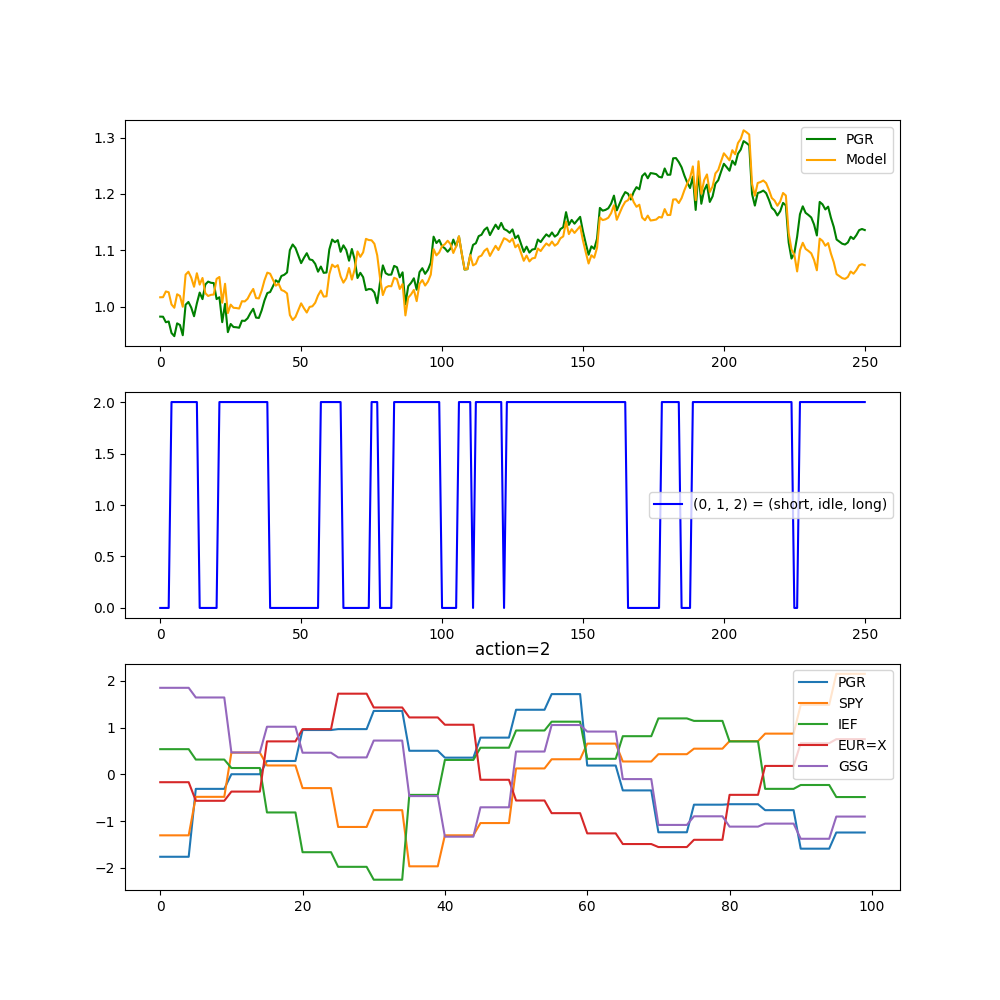 1.3
1.2
1.1
1.0
PGR
Model
0 50 100 150 200 250
2.0
1.5
1.0
0.5
0.0
(0, 1, 2) = (short, idle, long)
0 50 100 150 200 250
action=2
2
1
0
−1
−2
PGR
SPY
IEF
EUR=X
GSG
0 20 40 60 80 100